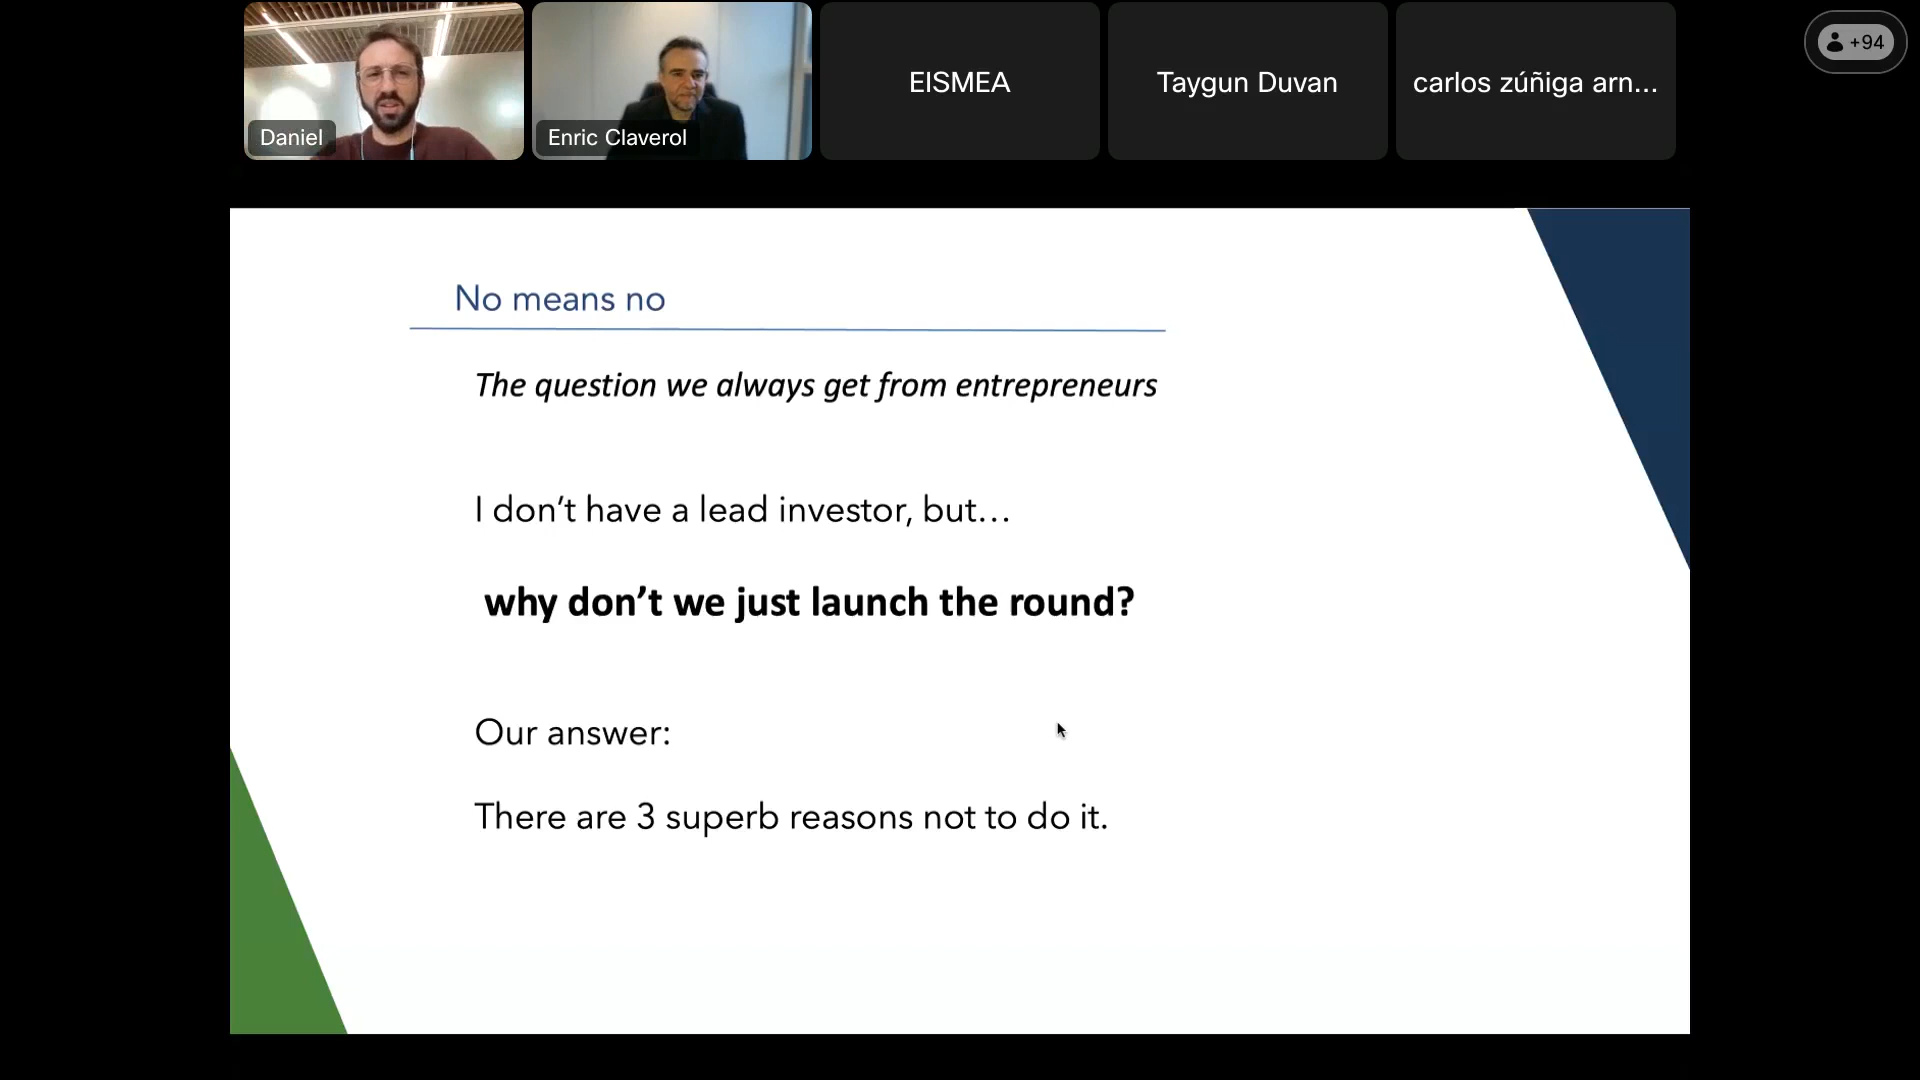 Daniel
Enric Claverol
EISMEA
Taygun Duvan
carlos zúñiga arn...
+94
No means no
The question we always get from entrepreneurs
I don’t have a lead investor, but…
why don’t we just launch the round?
Our answer:
There are 3 superb reasons not to do it.